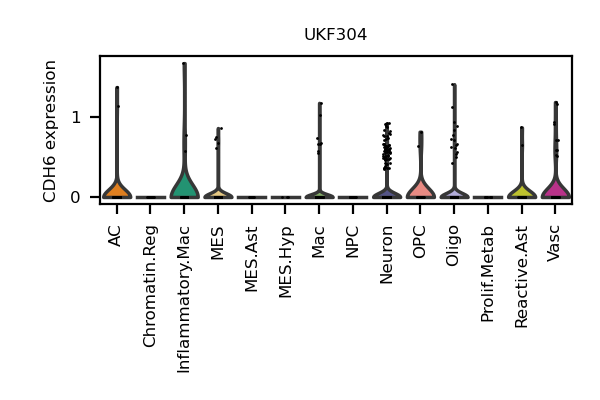 UKF304
CDH6 expression
1
0
AC
Chromatin.Reg
Inflammatory.Mac
MES
MES.Ast
MES.Hyp
Mac
NPC
Neuron
OPC
Oligo
Prolif.Metab
Reactive.Ast
Vasc